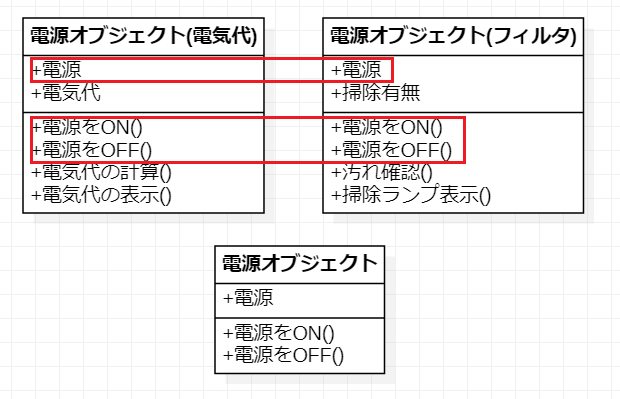 電源オブジェクト(電気代)
+電源
+電気代
+電源をON()
+電源をOFF()
+電気代の計算()
+電気代の表示()
電源オブジェクト(フィルタ)
+電源
+掃除有無
+電源をON()
+電源をOFF()
+汚れ確認()
+掃除ランプ表示()
電源オブジェクト
+電源
+電源をON()
+電源をOFF()